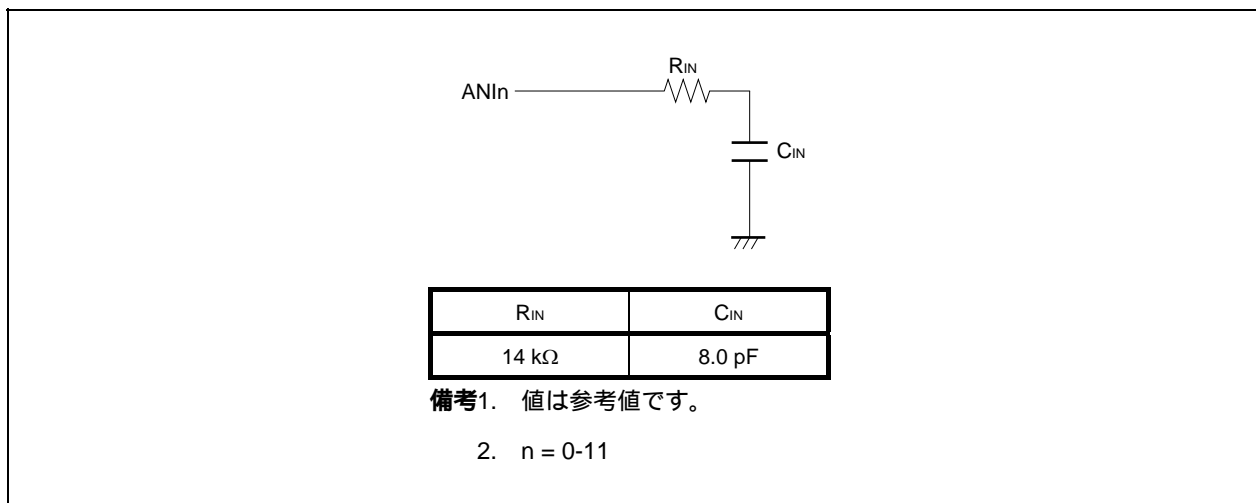 RIN
ANIn
CIN
RIN CIN
14 kΩ 8.0 pF
備考1. 値は参考値です。
2. n = 0-11